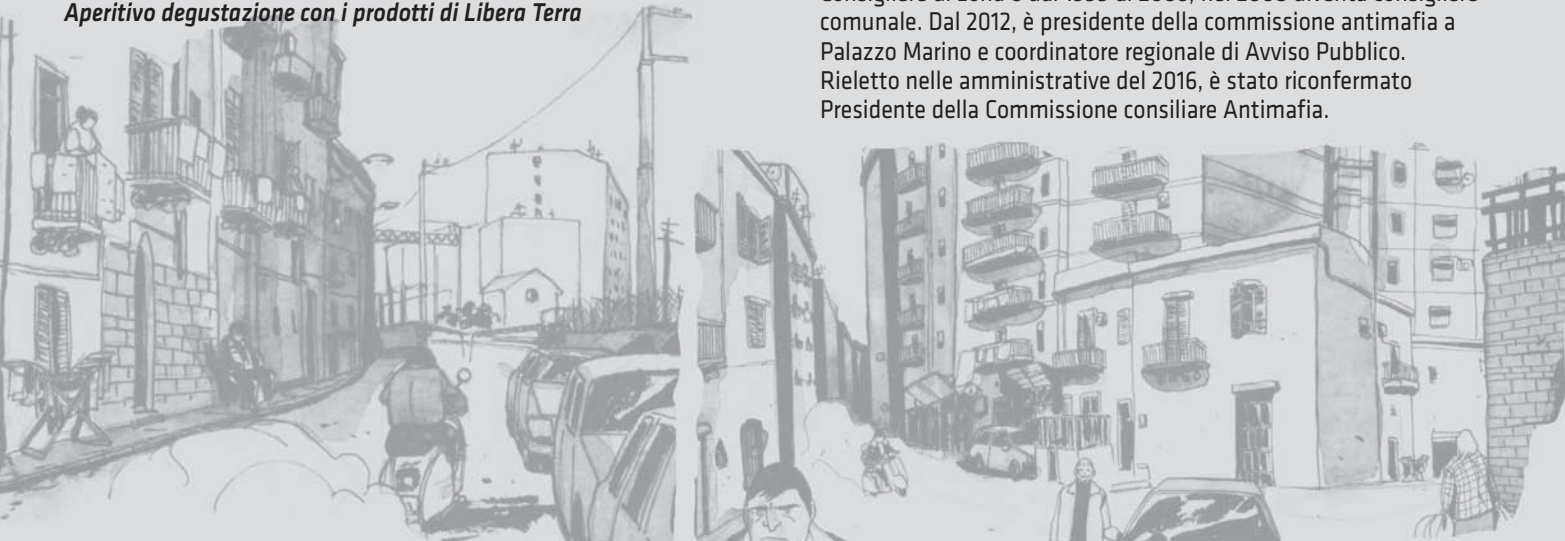 Aperitivo degustazione con i prodotti di Libera Terra
comunale. Dal 2012, è presidente della commissione antimafia a
Palazzo Marino e coordinatore regionale di Avviso Pubblico.
Rieletto nelle amministrative del 2016, è stato riconfermato
Presidente della Commissione consiliare Antimafia.